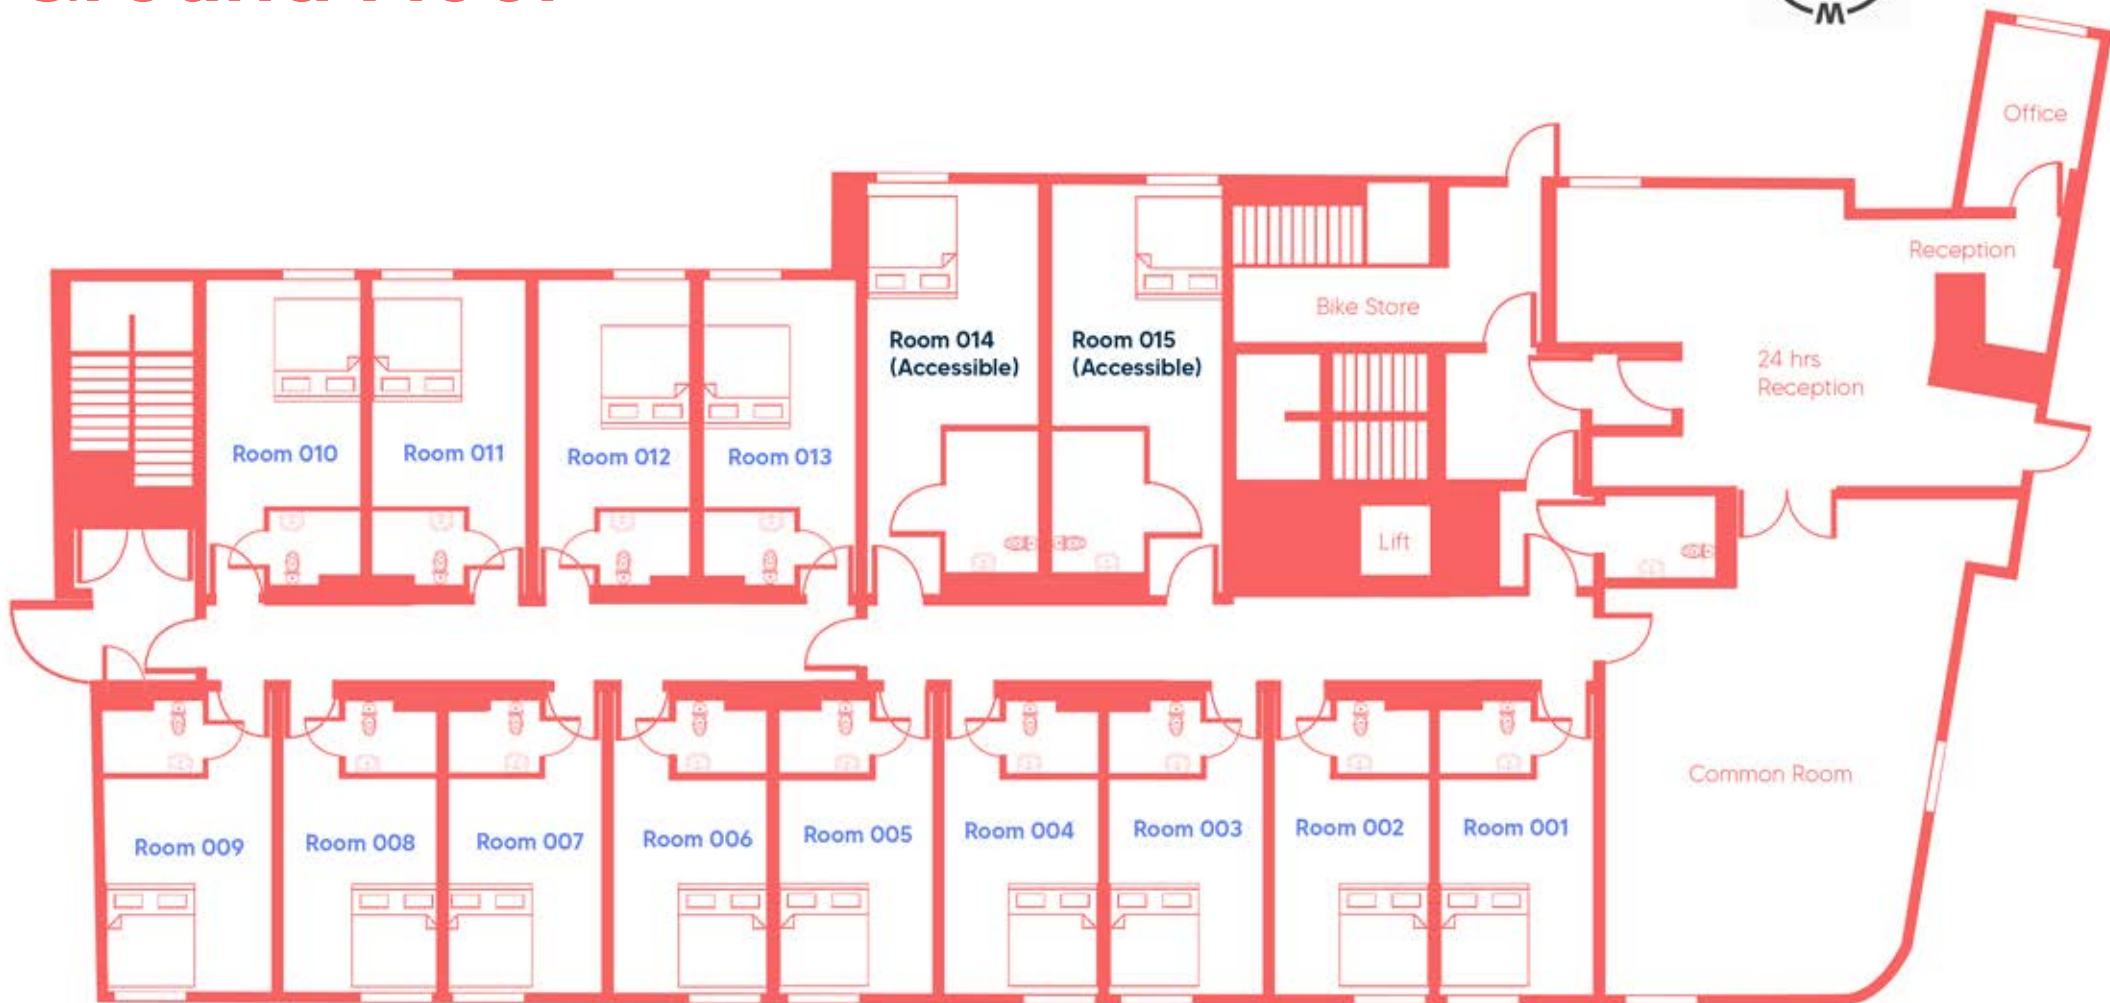 Ground Floor
W
Office
Reception
Bike Store
Room 014
(Accessible)
Room 015
(Accessible)
24 hrs
Reception
Room 010
Room 011
Room 012
Room 013
Lift
Common Room
Room 009
Room 008
Room 007
Room 006
Room 005
Room 004
Room 003
Room 002
Room 001